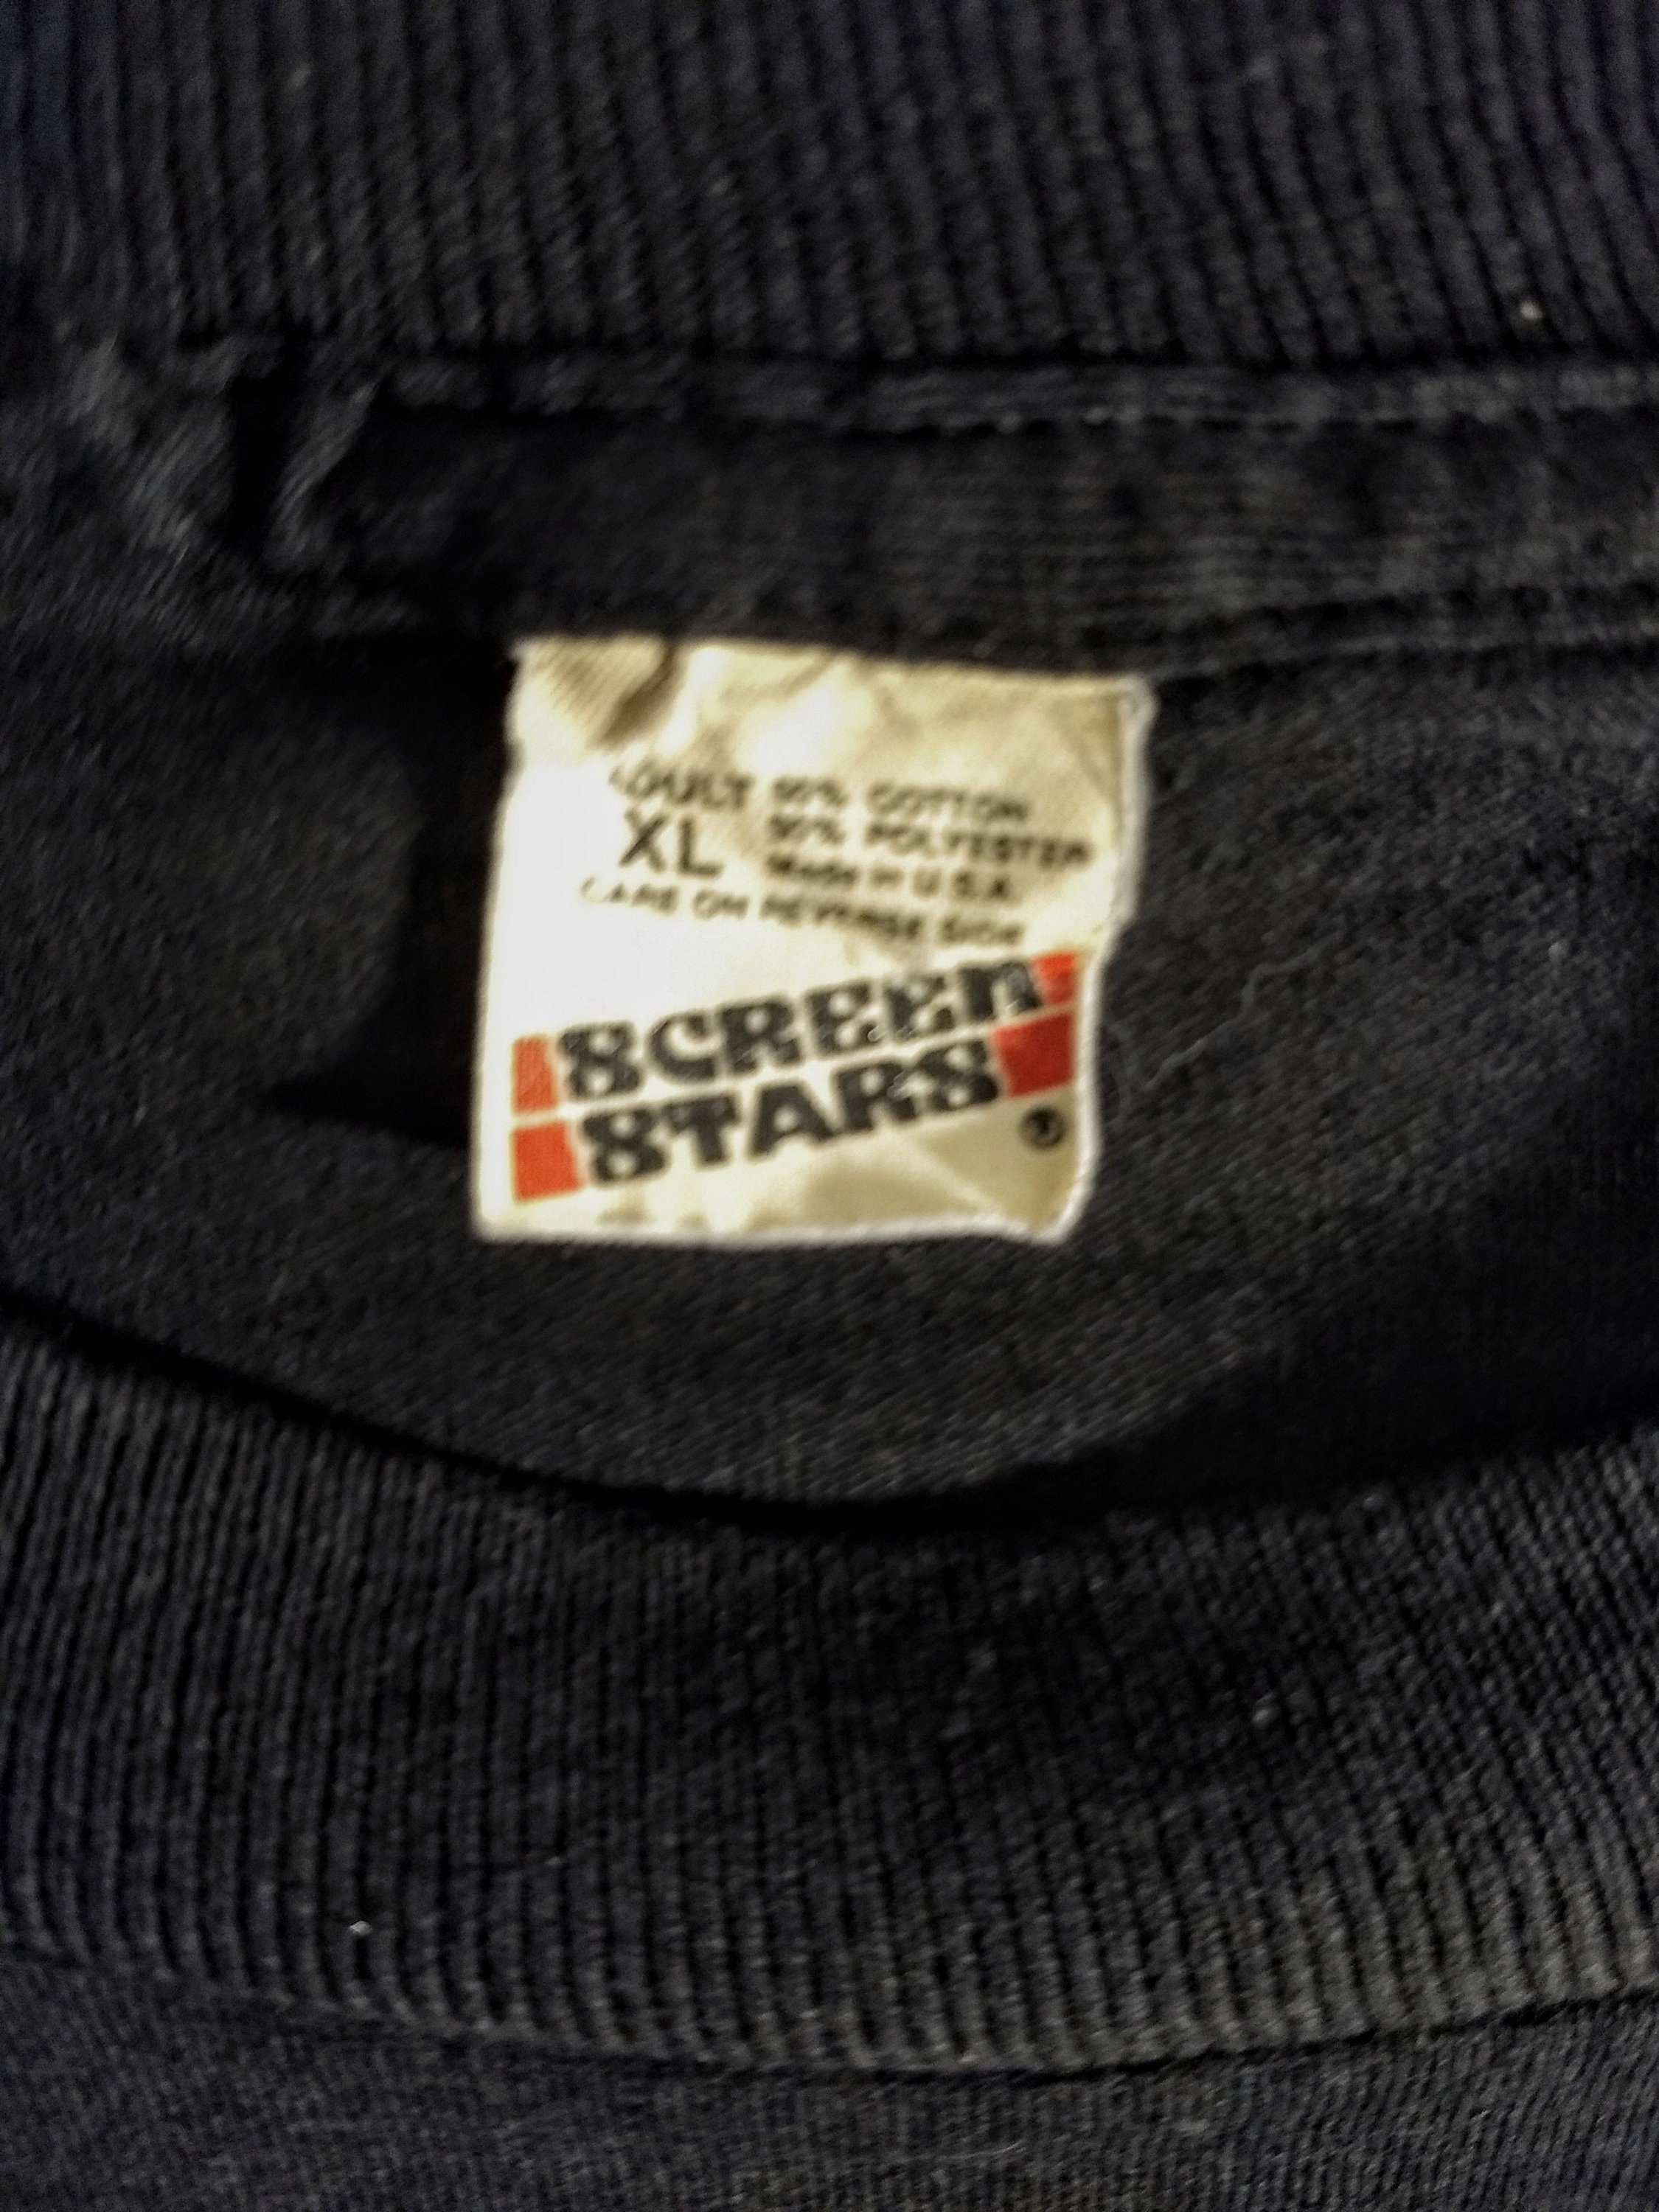 ADULT 50% COTTON
XL 50% POLYESTER
Made in U.S.A.
CARE ON REVERSE SIDE
SCREEN
STARS